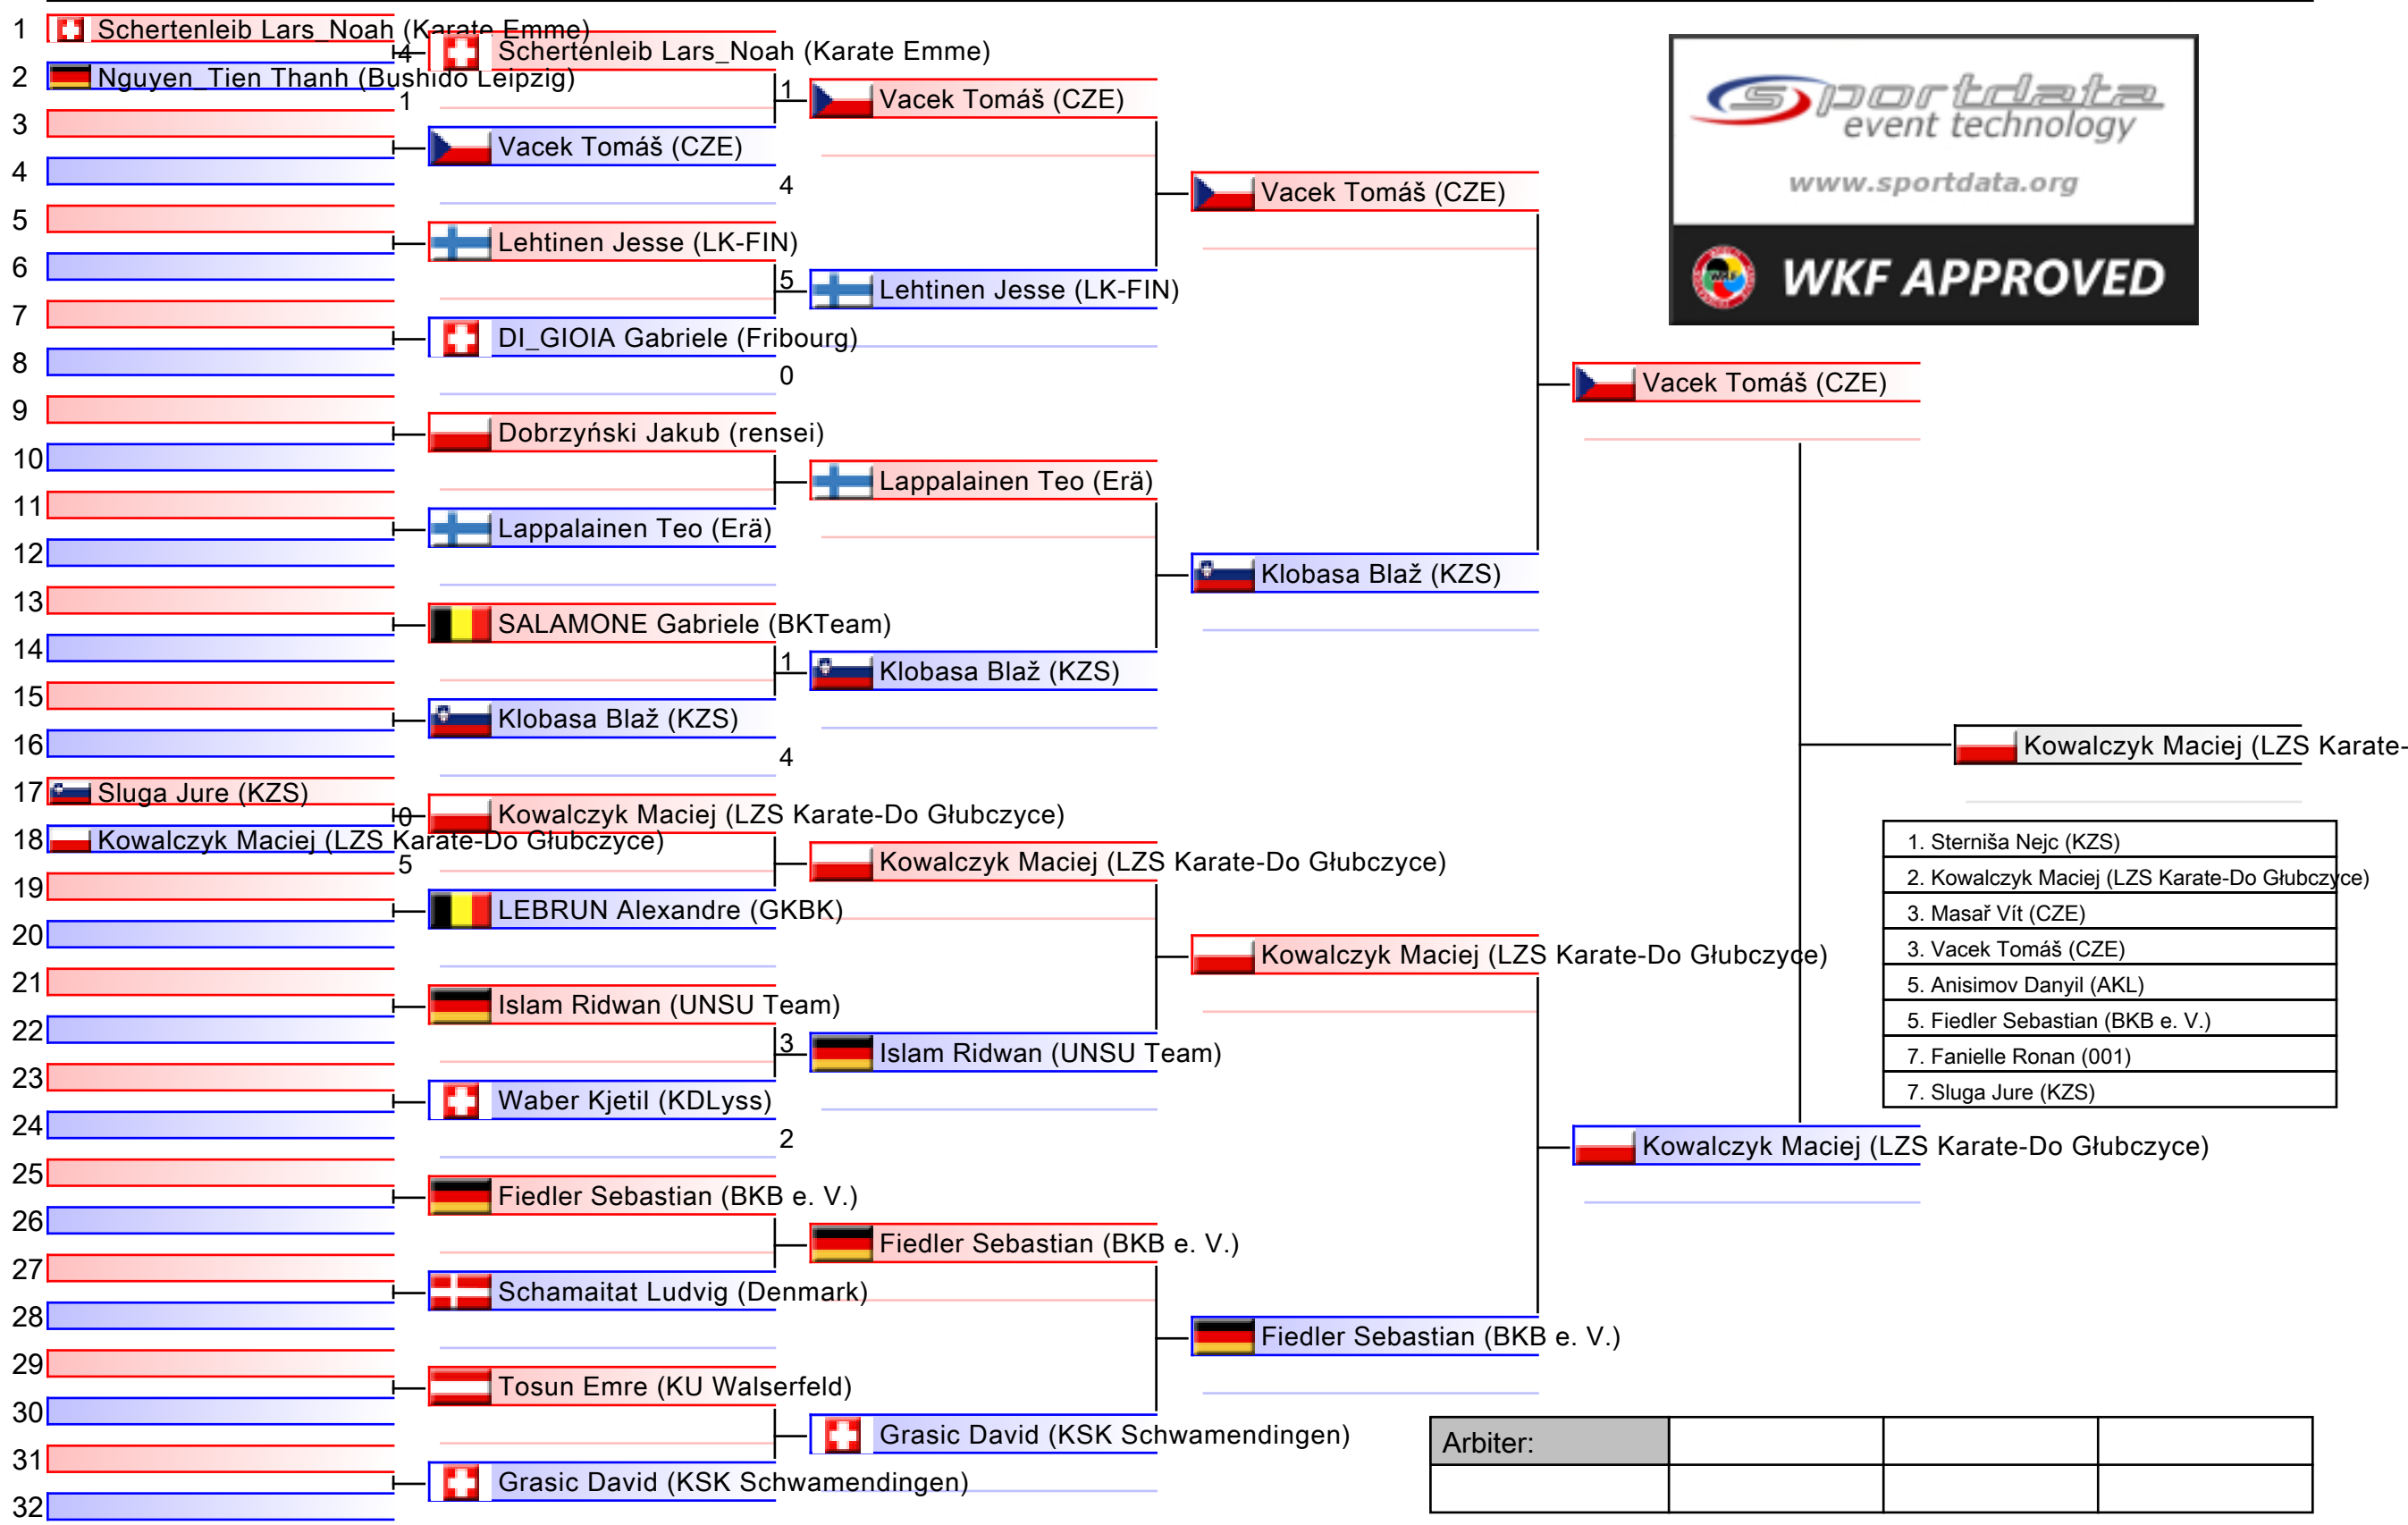 1 Schertenleib Lars_Noah (Karate Emme)
4
2 Nguyen_Tien Thanh (Bushido Leipzig)
1
3
4
5
6
7
8
9
10
11
12
13
14
15
16
17 Sluga Jure (KZS)
0
18 Kowalczyk Maciej (LZS Karate-Do Głubczyce)
5
19
20
21
22
23
24
25
26
27
28
29
30
31
32
Schertenleib Lars_Noah (Karate Emme)
1
Vacek Tomáš (CZE)
4
Lehtinen Jesse (LK-FIN)
5
DI_GIOIA Gabriele (Fribourg)
0
Dobrzyński Jakub (rensei)
Lappalainen Teo (Erä)
SALAMONE Gabriele (BKTeam)
1
Klobasa Blaž (KZS)
4
Kowalczyk Maciej (LZS Karate-Do Głubczyce)
LEBRUN Alexandre (GKBK)
Islam Ridwan (UNSU Team)
3
Waber Kjetil (KDLyss)
2
Fiedler Sebastian (BKB e. V.)
Schamaitat Ludvig (Denmark)
Tosun Emre (KU Walserfeld)
Grasic David (KSK Schwamendingen)
Vacek Tomáš (CZE)
Lehtinen Jesse (LK-FIN)
Lappalainen Teo (Erä)
Klobasa Blaž (KZS)
Kowalczyk Maciej (LZS Karate-Do Głubczyce)
Islam Ridwan (UNSU Team)
Fiedler Sebastian (BKB e. V.)
Grasic David (KSK Schwamendingen)
Vacek Tomáš (CZE)
Klobasa Blaž (KZS)
Kowalczyk Maciej (LZS Karate-Do Głubczyce)
Fiedler Sebastian (BKB e. V.)
Vacek Tomáš (CZE)
Kowalczyk Maciej (LZS Karate-Do Głubczyce)
Kowalczyk Maciej (LZS Karate-
sportdata
event technology
www.sportdata.org
WKF WKF APPROVED
1. Sterniša Nejc (KZS)
2. Kowalczyk Maciej (LZS Karate-Do Głubczyce)
3. Masař Vít (CZE)
3. Vacek Tomáš (CZE)
5. Anisimov Danyil (AKL)
5. Fiedler Sebastian (BKB e. V.)
7. Fanielle Ronan (001)
7. Sluga Jure (KZS)
Arbiter: